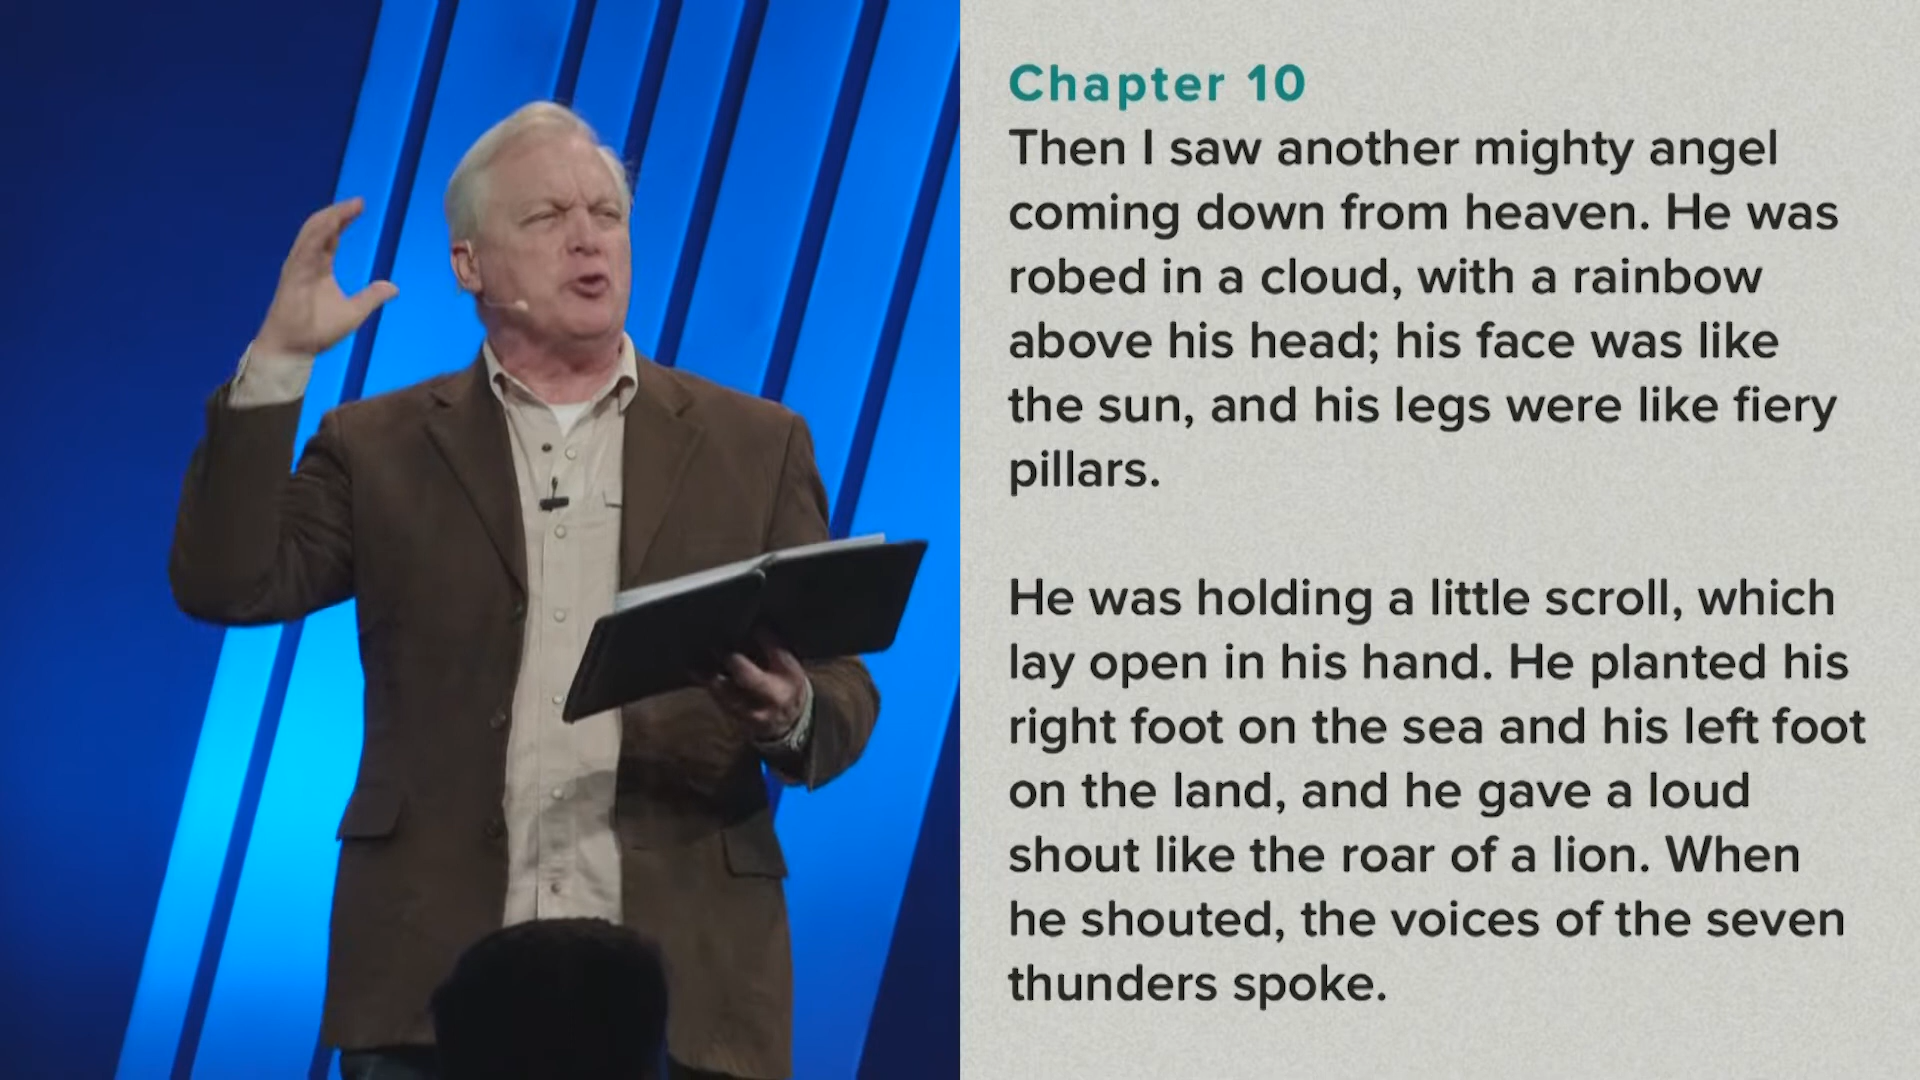 Chapter 10
Then I saw another mighty angel
coming down from heaven. He was
robed in a cloud, with a rainbow
above his head; his face was like
the sun, and his legs were like fiery
pillars.
He was holding a little scroll, which
lay open in his hand. He planted his
right foot on the sea and his left foot
on the land, and he gave a loud
shout like the roar of a lion. When
he shouted, the voices of the seven
thunders spoke.